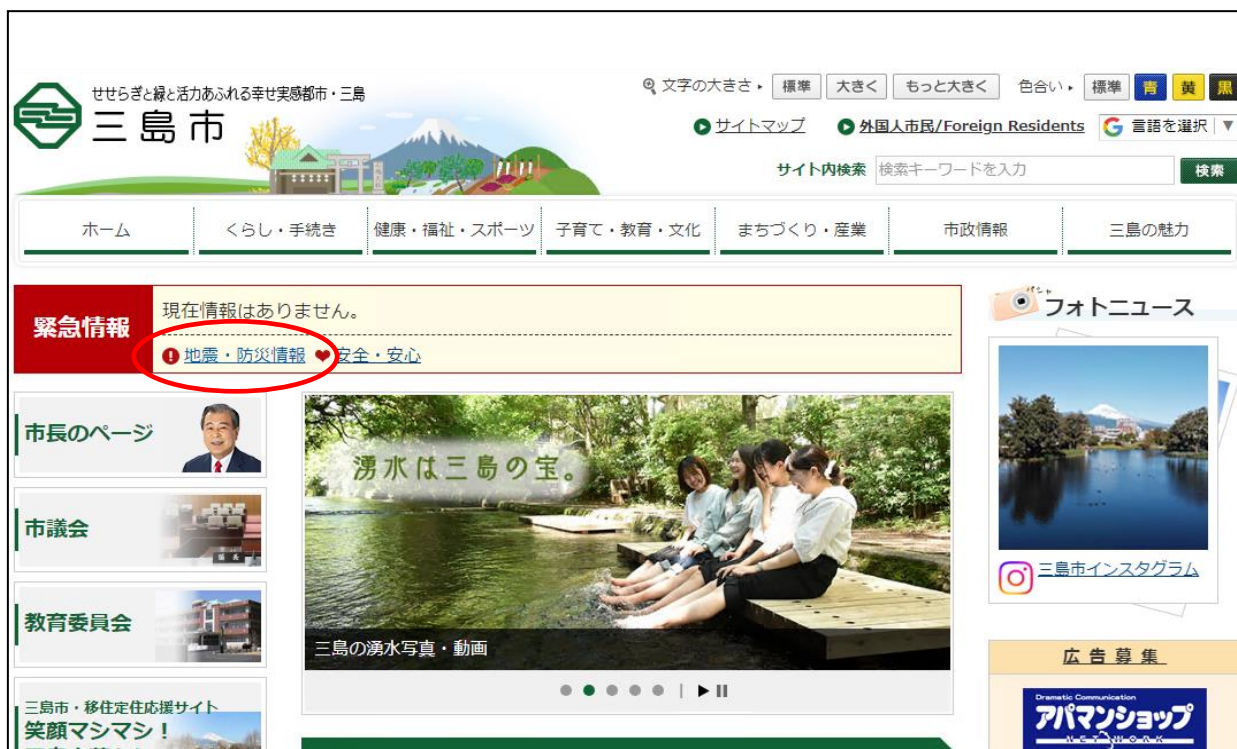 せせらぎと緑と活力あふれる幸せ実感都市・三島
三島市
文字の大きさ 標準 大きく もっと大きく 色合い 標準 青 黄 黒
サイトマップ 外国人市民/Foreign Residents G 言語を選択 ▼
サイト内検索 検索キーワードを入力 検索
ホーム くらし・手続き 健康・福祉・スポーツ 子育て・教育・文化 まちづくり・産業 市政情報 三島の魅力
緊急情報
現在情報はありません。
地震・防災情報 安全・安心
パシャ
フォトニュース
市長のページ
湧水は三島の宝。
市議会
三島市インスタグラム
教育委員会
三島の湧水写真・動画
広告募集
三島市・移住定住応援サイト
笑顔マシマシ！
Dramatic Communication
アパマンショップ
NETWORK